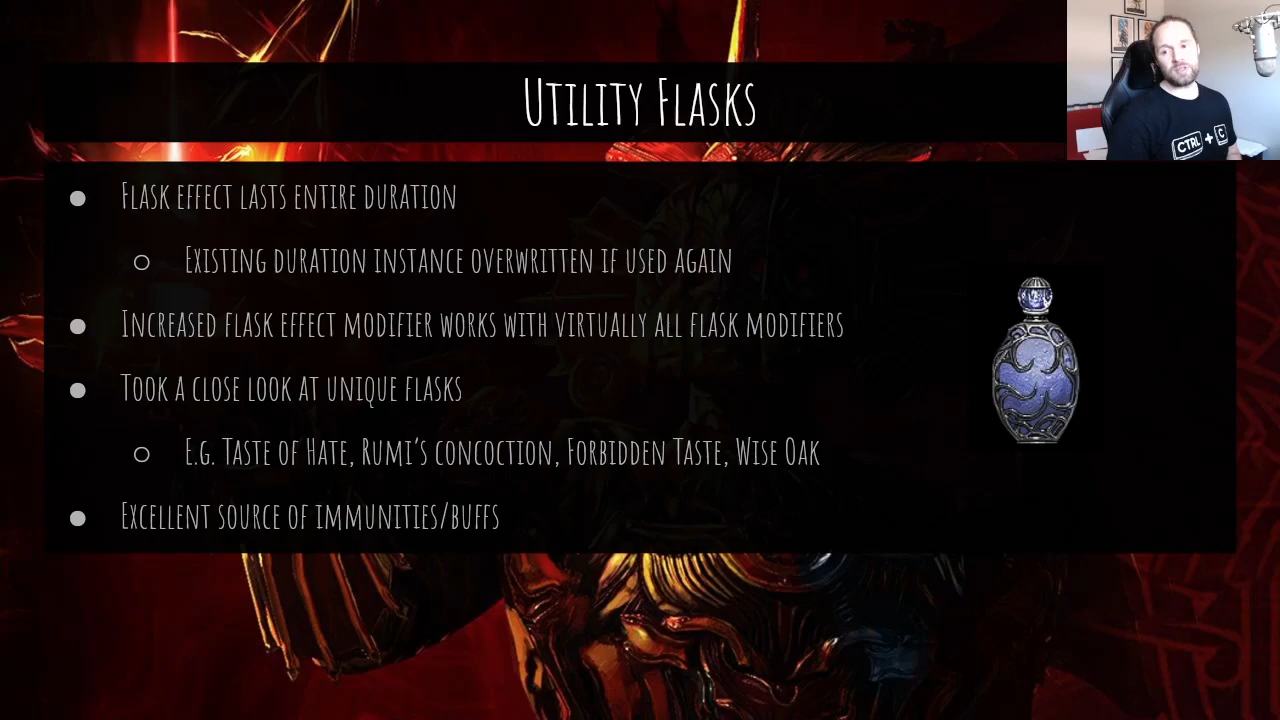 Utility Flasks
CTRL + C
Flask effect lasts entire duration
Existing duration instance overwritten if used again
Increased flask effect modifier works with virtually all flask modifiers
Took a close look at unique flasks
E.g. Taste of Hate, Rumi's concoction, Forbidden Taste, Wise Oak
Excellent source of immunities/buffs